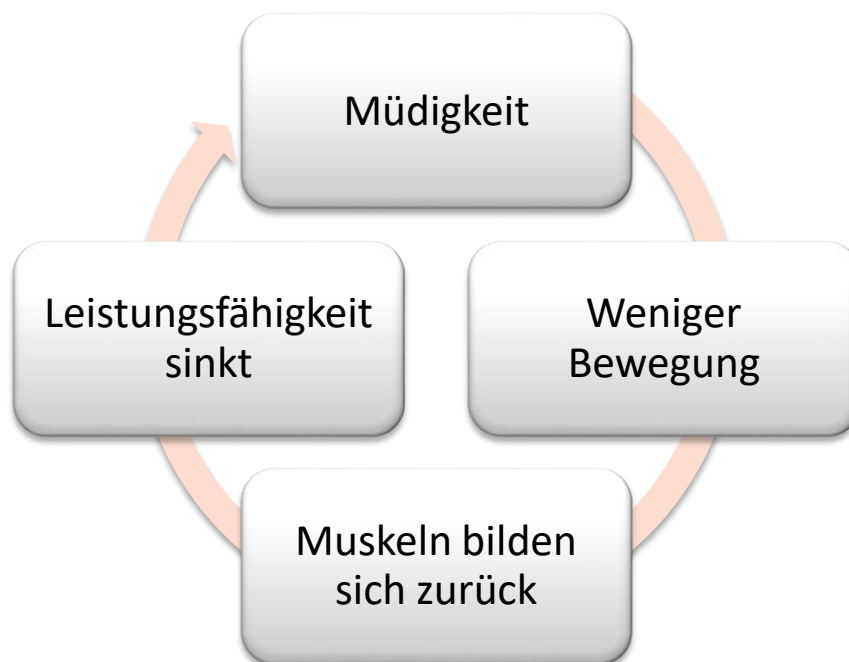 Müdigkeit
Weniger
Bewegung
Muskeln bilden
sich zurück
Leistungsfähigkeit
sinkt